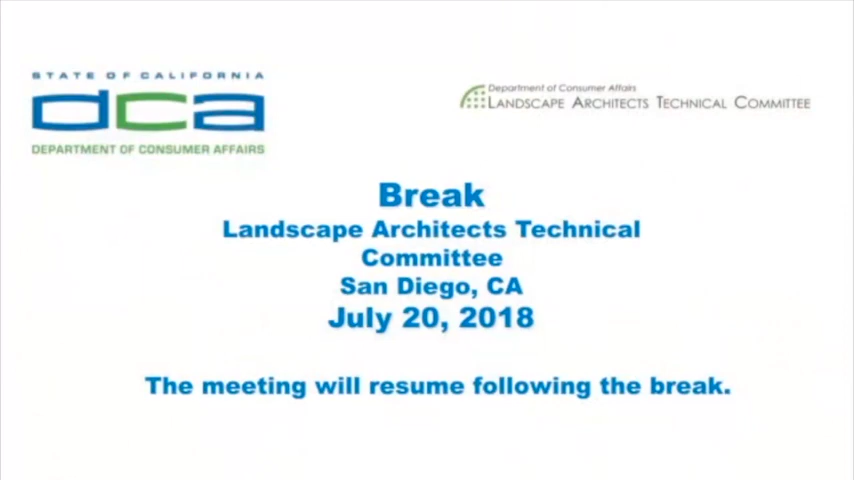 STATE OF CALIFORNIA
dca
DEPARTMENT OF CONSUMER AFFAIRS
Department of Consumer Affairs
LANDSCAPE ARCHITECTS TECHNICAL COMMITTEE
Break
Landscape Architects Technical
Committee
San Diego, CA
July 20, 2018
The meeting will resume following the break.